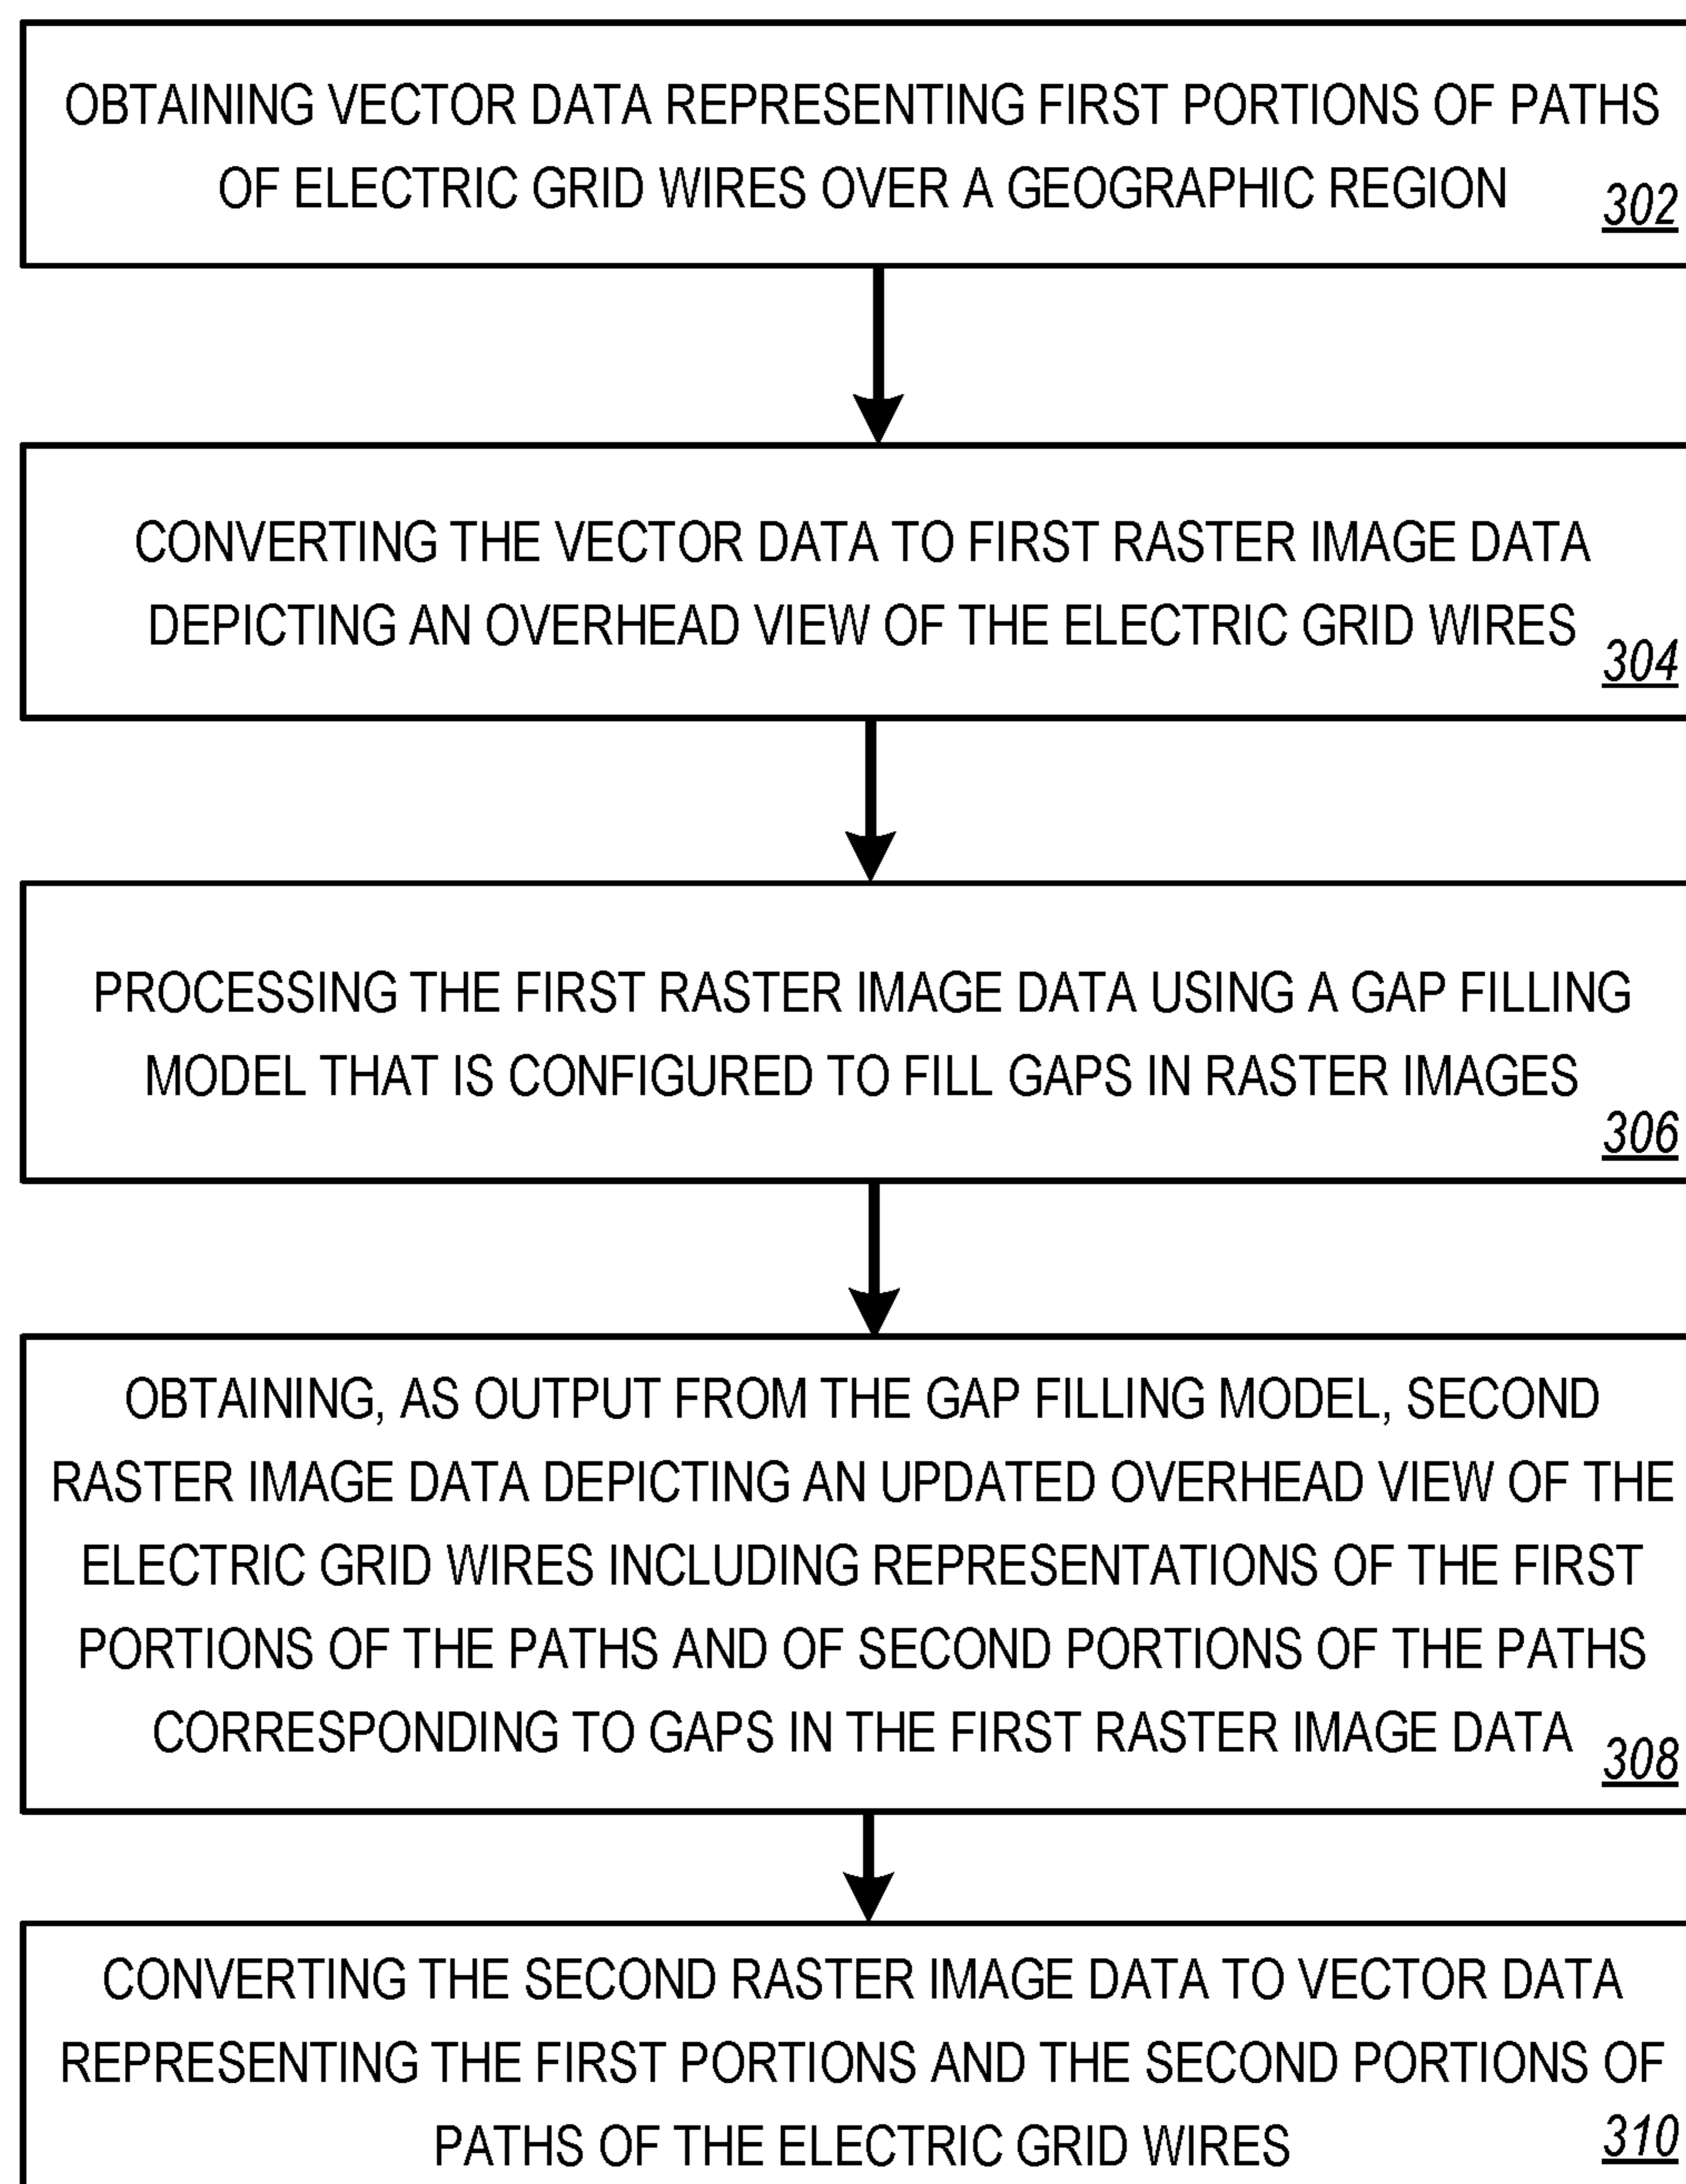 OBTAINING VECTOR DATA REPRESENTING FIRST PORTIONS OF PATHS
OF ELECTRIC GRID WIRES OVER A GEOGRAPHIC REGION
302
CONVERTING THE VECTOR DATA TO FIRST RASTER IMAGE DATA
DEPICTING AN OVERHEAD VIEW OF THE ELECTRIC GRID WIRES
304
PROCESSING THE FIRST RASTER IMAGE DATA USING A GAP FILLING
MODEL THAT IS CONFIGURED TO FILL GAPS IN RASTER IMAGES
306
OBTAINING, AS OUTPUT FROM THE GAP FILLING MODEL, SECOND
RASTER IMAGE DATA DEPICTING AN UPDATED OVERHEAD VIEW OF THE
ELECTRIC GRID WIRES INCLUDING REPRESENTATIONS OF THE FIRST
PORTIONS OF THE PATHS AND OF SECOND PORTIONS OF THE PATHS
CORRESPONDING TO GAPS IN THE FIRST RASTER IMAGE DATA
308
CONVERTING THE SECOND RASTER IMAGE DATA TO VECTOR DATA
REPRESENTING THE FIRST PORTIONS AND THE SECOND PORTIONS OF
PATHS OF THE ELECTRIC GRID WIRES
310